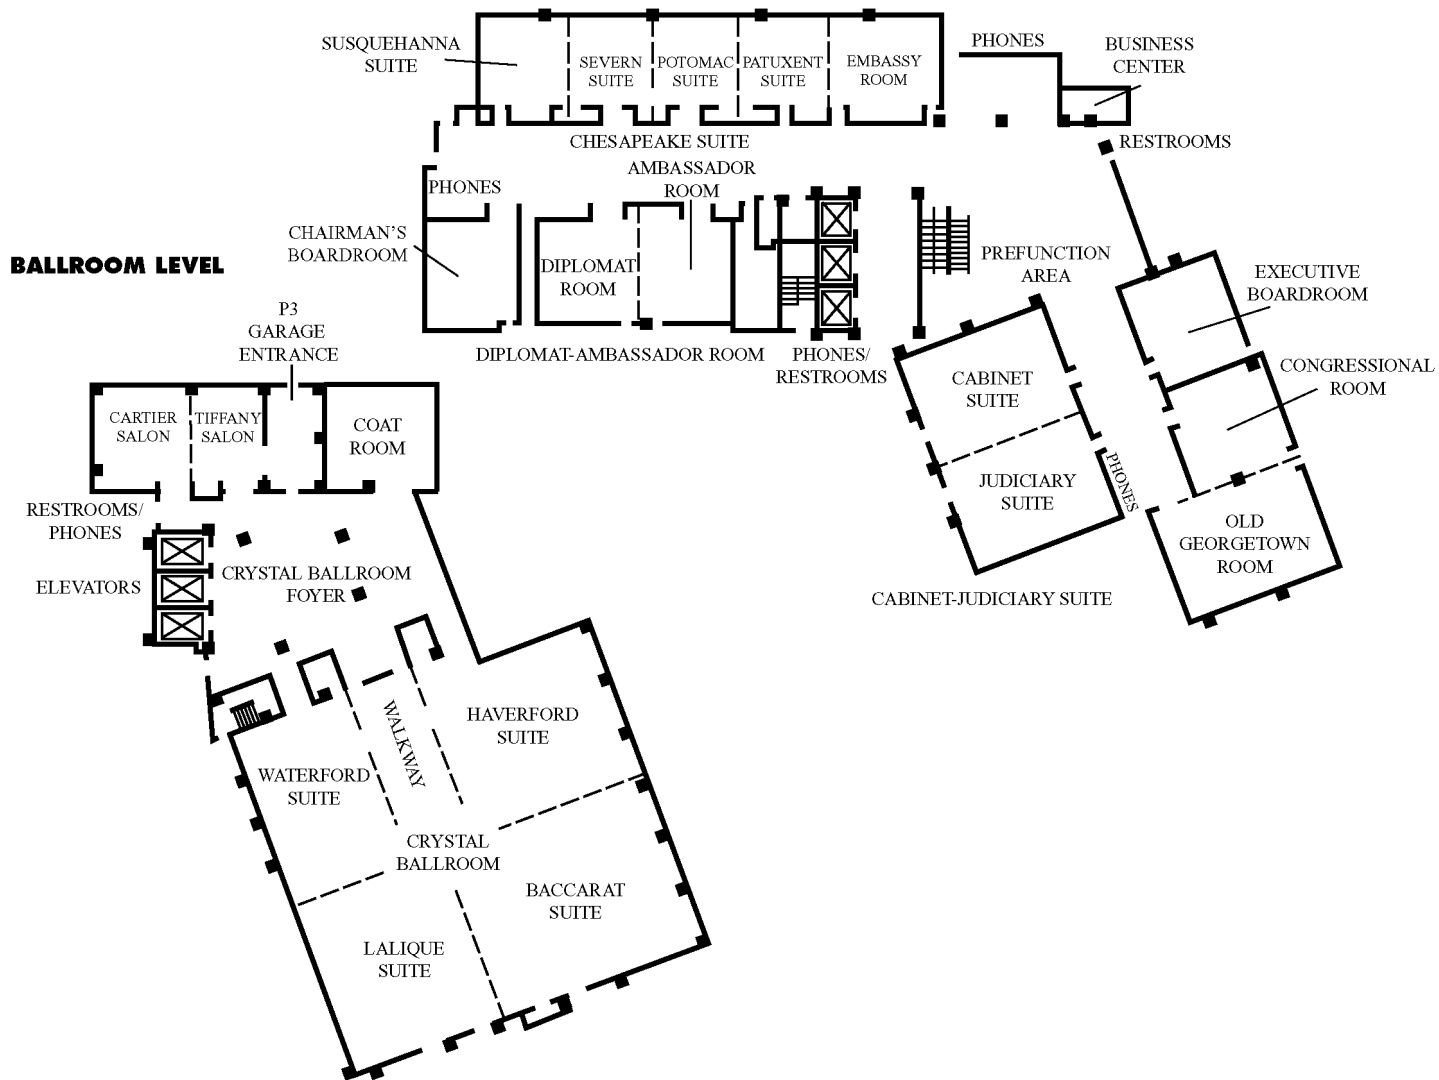 SUSQUEHANNA
SUITE
SEVERN
SUITE
POTOMAC
SUITE
PATUXENT
SUITE
EMBASSY
ROOM
PHONES
BUSINESS
CENTER
RESTROOMS
CHESAPEAKE SUITE
AMBASSADOR
ROOM
PHONES
CHAIRMAN'S
BOARDROOM
DIPLOMAT
ROOM
PREFUNCTION
AREA
EXECUTIVE
BOARDROOM
BALLROOM LEVEL
P3
GARAGE
ENTRANCE
DIPLOMAT-AMBASSADOR ROOM
PHONES/
RESTROOMS
CABINET
SUITE
CONGRESSIONAL
ROOM
CARTIER
SALON
TIFFANY
SALON
COAT
ROOM
JUDICIARY
SUITE
PHONES
OLD
GEORGETOWN
ROOM
RESTROOMS/
PHONES
ELEVATORS
CRYSTAL BALLROOM
FOYER
CABINET-JUDICIARY SUITE
WALKWAY
HAVERFORD
SUITE
WATERFORD
SUITE
CRYSTAL
BALLROOM
BACCARAT
SUITE
LALIQUE
SUITE